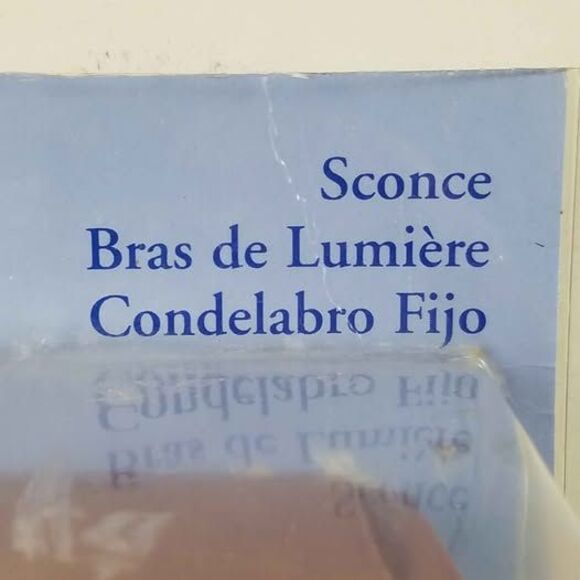 Sconce
Bras de Lumière
Condelabro Fijo